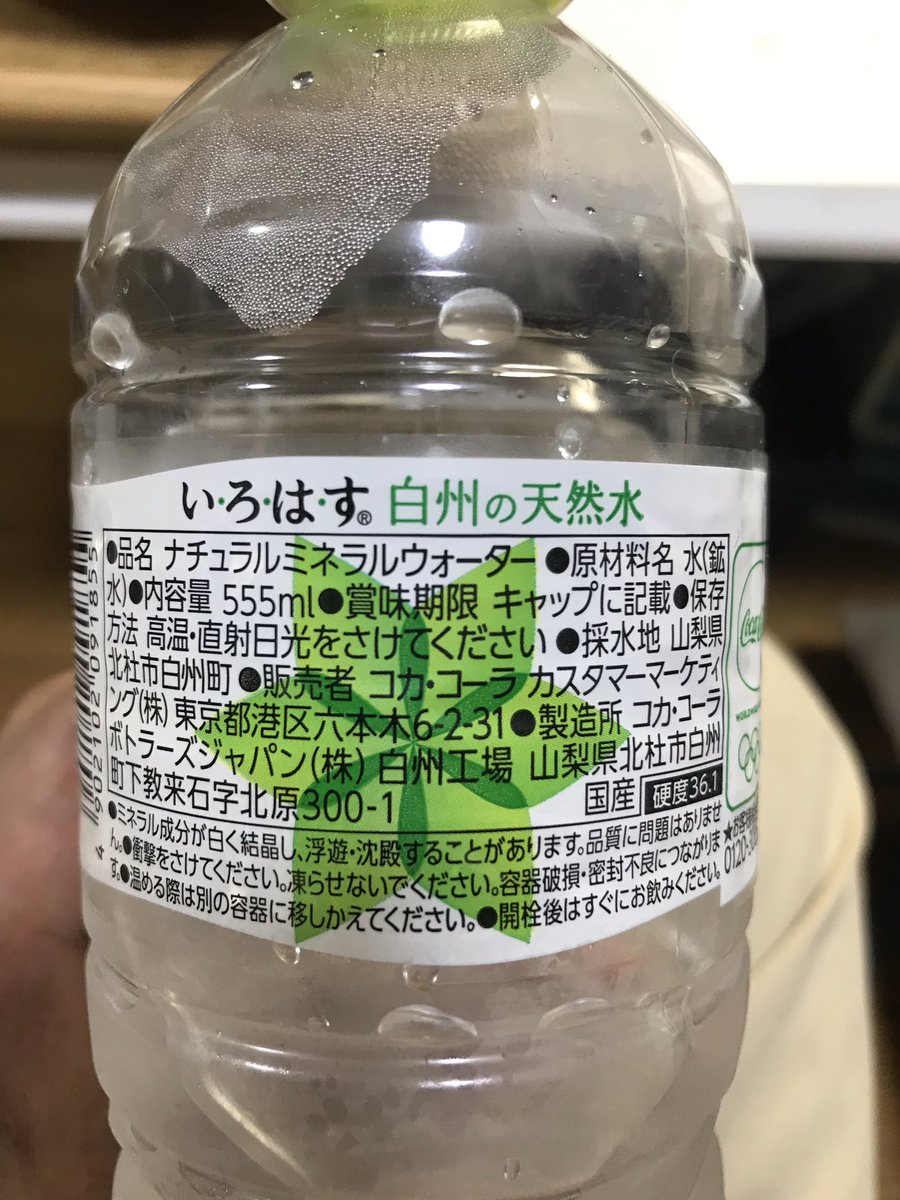 い・ろ・は・す® 白州の天然水
●品名 ナチュラルミネラルウォーター ●原材料名 水(鉱
水)●内容量 555ml●賞味期限 キャップに記載●保存
方法 高温・直射日光をさけてください ●採水地 山梨県
北杜市白州町 ●販売者 コカ・コーラ カスタマーマーケティ
ング(株) 東京都港区六本木6-2-31 ●製造所 コカ・コーラ
ボトラーズジャパン(株) 白州工場 山梨県北杜市白州
町下教来石字北原300-1
国産 硬度36.1
●ミネラル成分が白く結晶し、浮遊・沈殿することがあります。品質に問題はありませ
ん。●衝撃をさけてください。凍らせないでください。容器破損・密封不良につながりま
す。●温める際は別の容器に移しかえてください。●開栓後はすぐにお飲みください。
4 902102 091855
Coca
★お客様
0120-